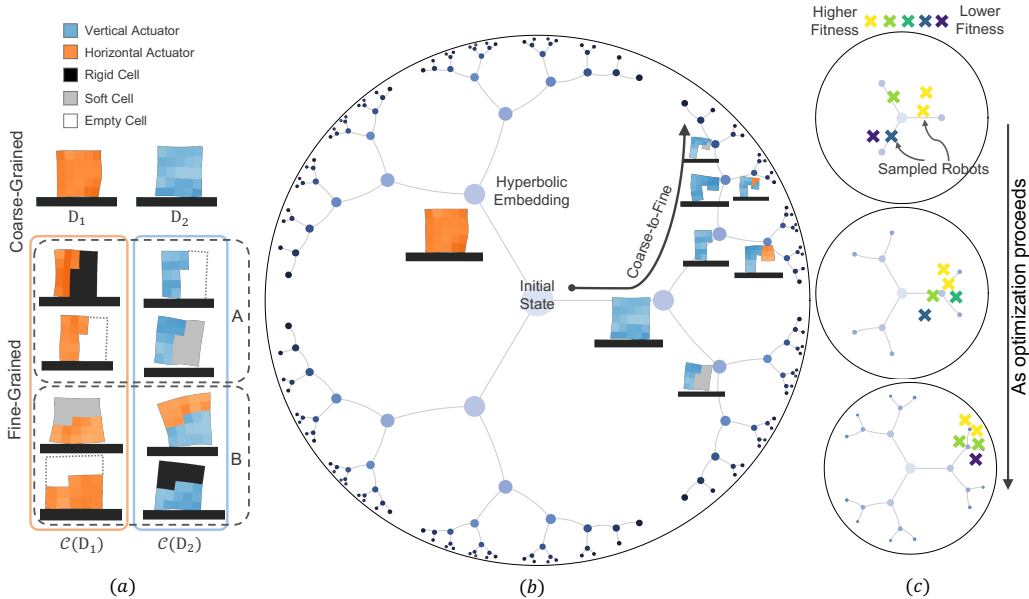 Vertical Actuator
Horizontal Actuator
Rigid Cell
Soft Cell
Empty Cell
Coarse-Grained
D₁
D₂
Fine-Grained
A
B
𝒞(D₁)
𝒞(D₂)
(a)
Hyperbolic
Embedding
Initial
State
Coarse-to-Fine
(b)
Higher
Fitness
Lower
Fitness
Sampled Robots
As optimization proceeds
(c)